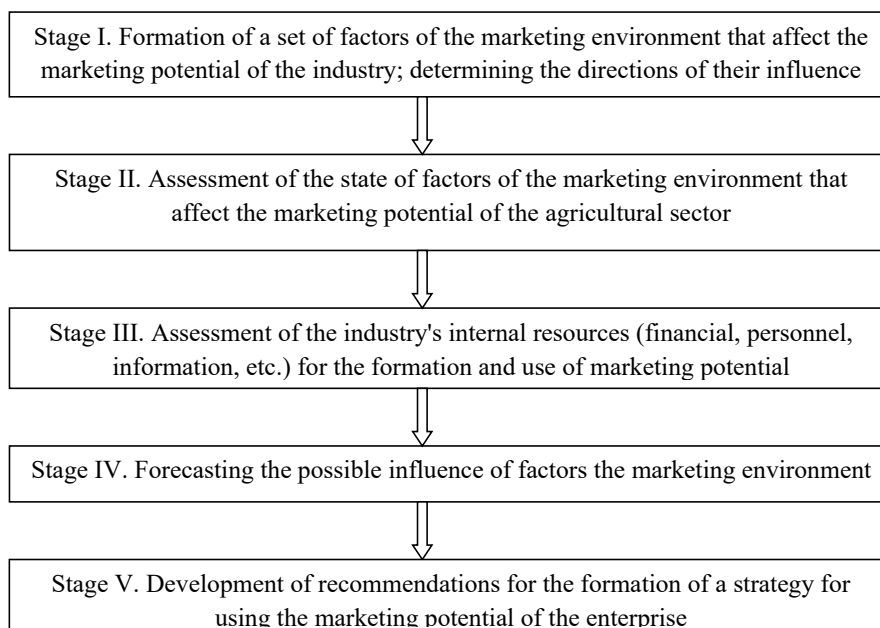 Stage I. Formation of a set of factors of the marketing environment that affect the
marketing potential of the industry; determining the directions of their influence
Stage II. Assessment of the state of factors of the marketing environment that
affect the marketing potential of the agricultural sector
Stage III. Assessment of the industry's internal resources (financial, personnel,
information, etc.) for the formation and use of marketing potential
Stage IV. Forecasting the possible influence of factors the marketing environment
Stage V. Development of recommendations for the formation of a strategy for
using the marketing potential of the enterprise